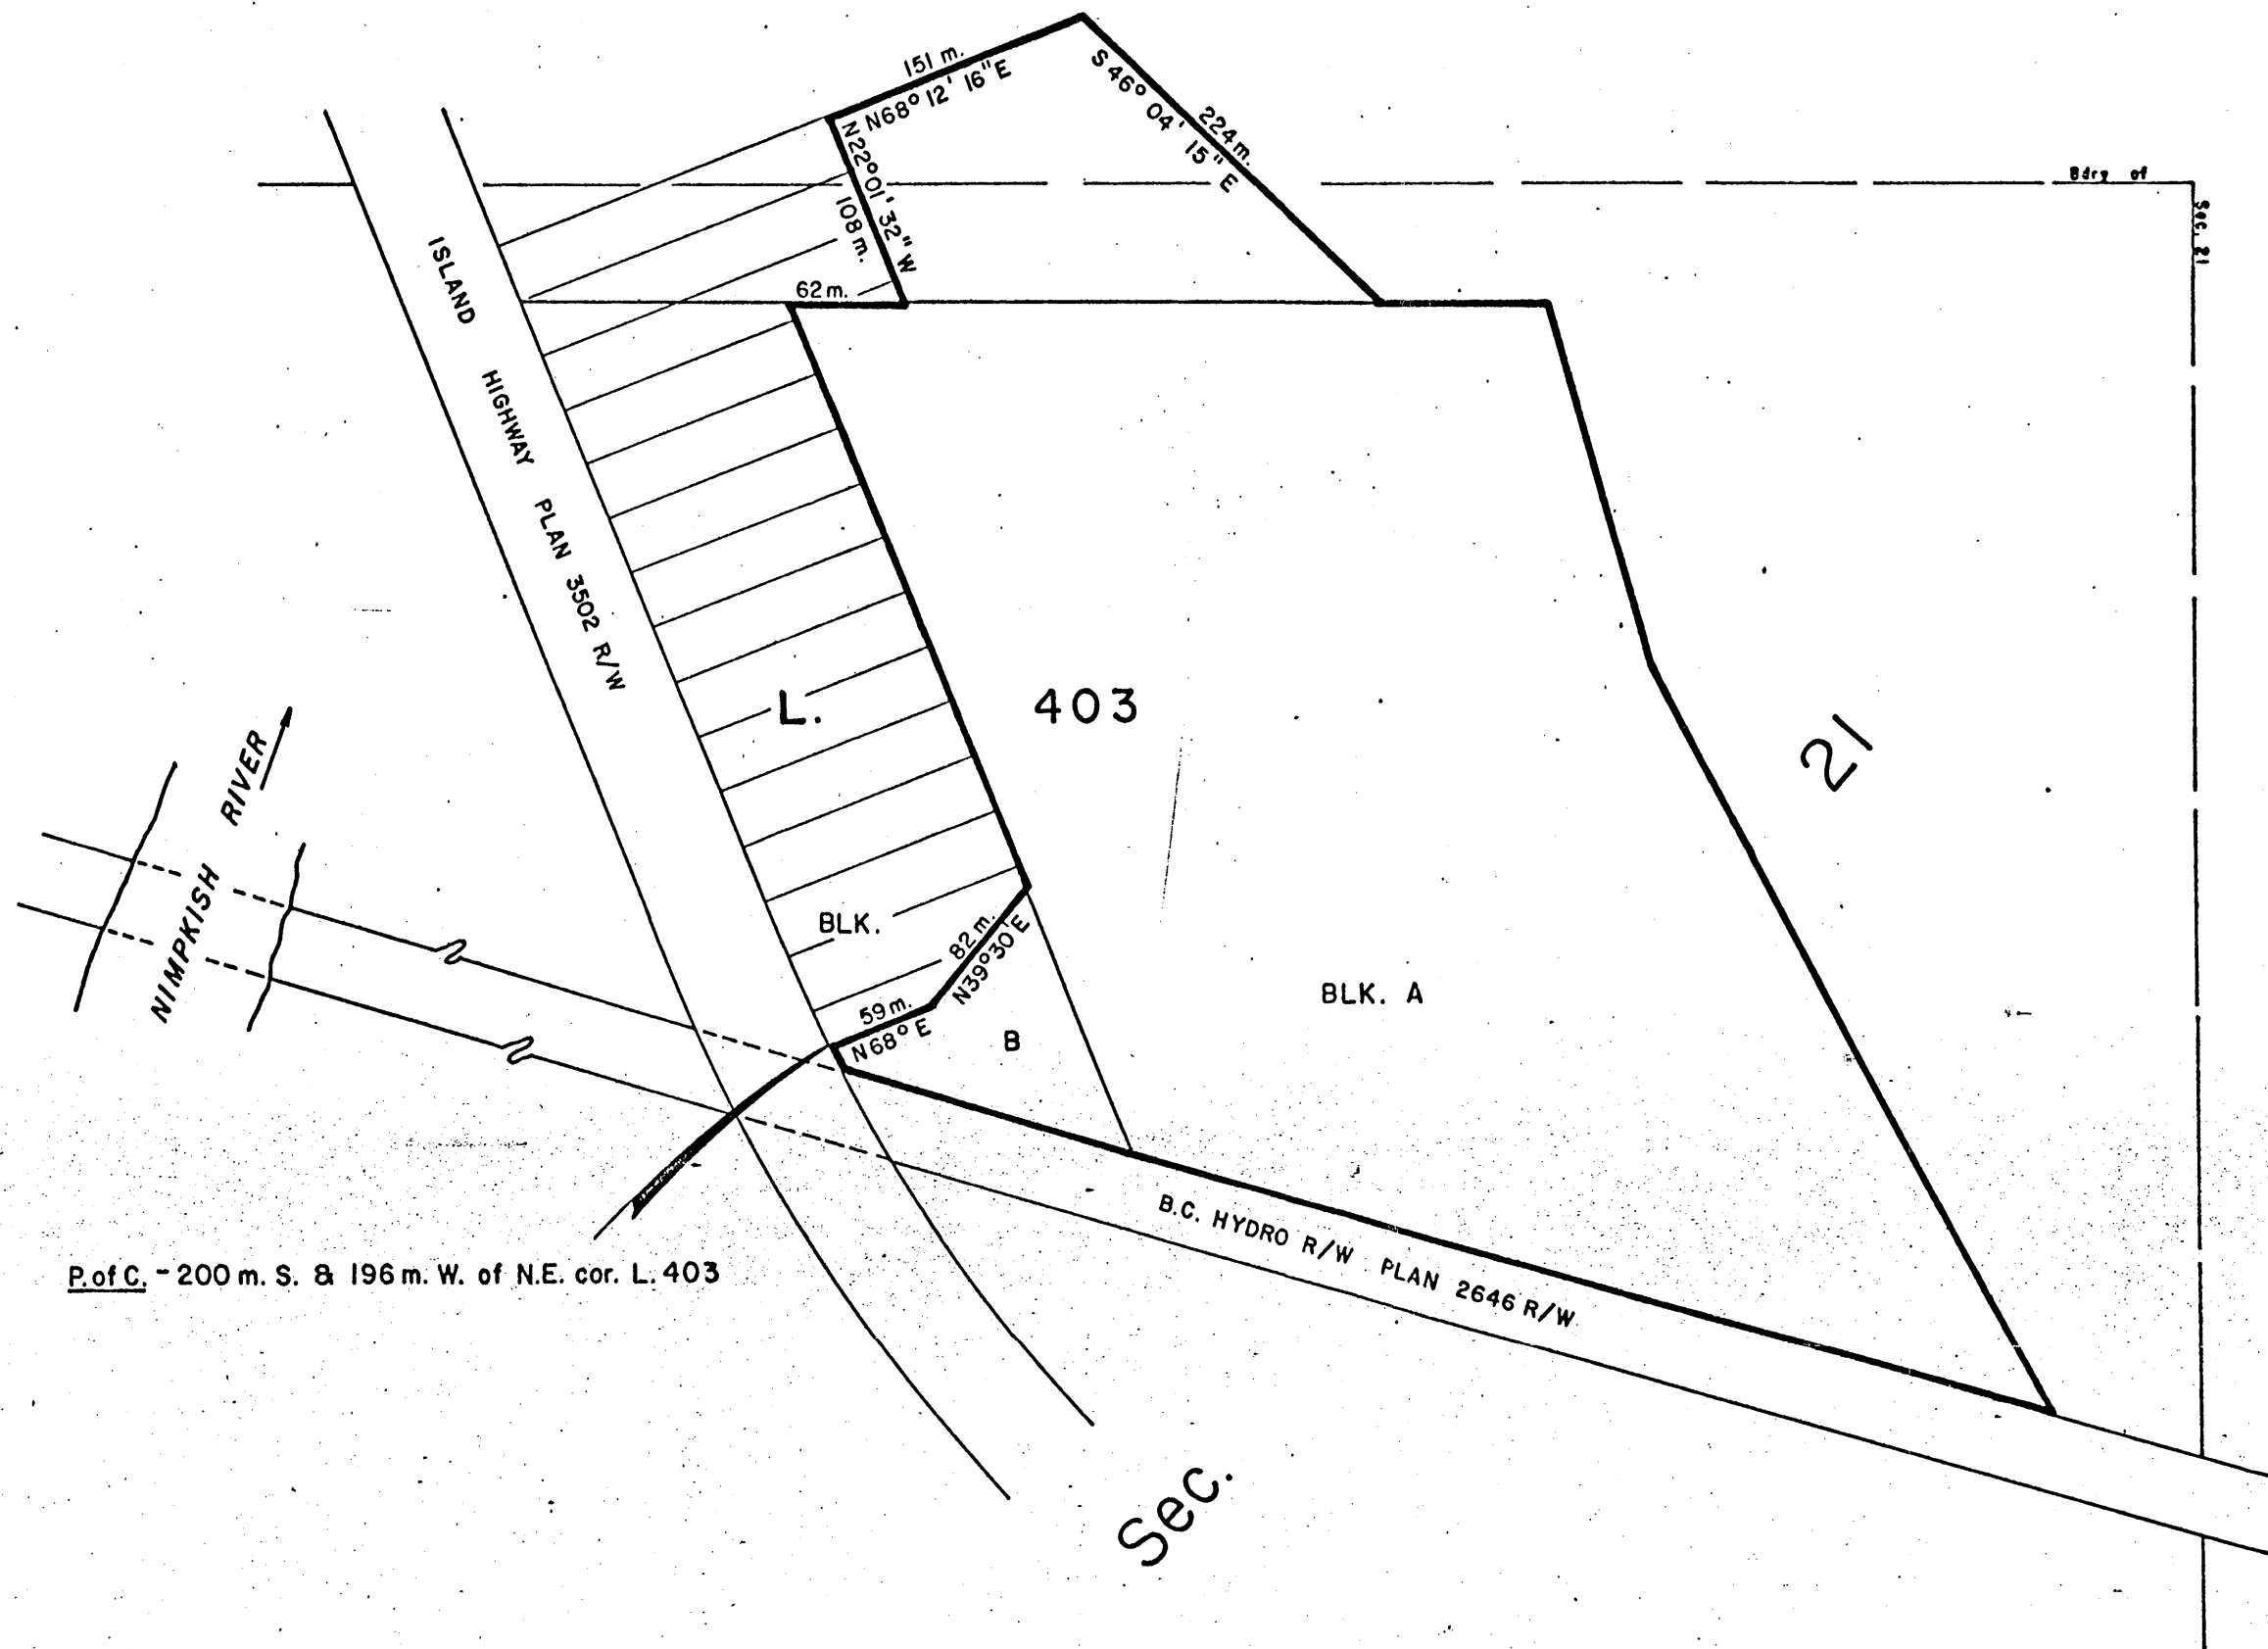 151 m.
N68° 12' 16" E
S 46° 04' 15" E
224 m.
N22° 01' 32" W
108 m.
62 m.
Bdry of
Sec. 21
ISLAND HIGHWAY PLAN 3502 R/W
L. 403
21
NIMPKISH RIVER
BLK.
82 m.
N39°30' E
59 m.
N 68° E
B
BLK. A
B.C. HYDRO R/W PLAN 2646 R/W
P. of C. - 200 m. S. & 196 m. W. of N.E. cor. L. 403
Sec.